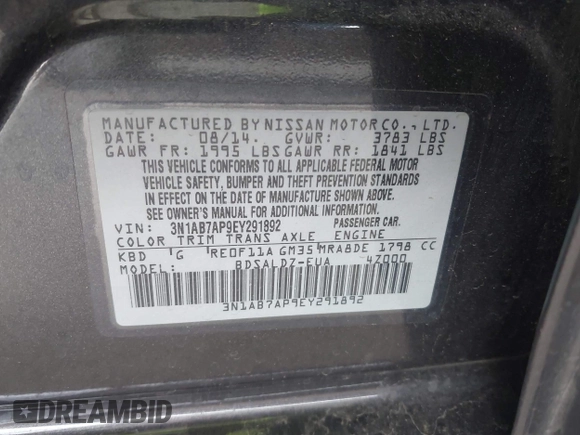 MANUFACTURED BY NISSAN MOTOR CO., LTD.
DATE: 08/14. GVWR: 3783 LBS
GAWR FR: 1995 LBS GAWR RR: 1841 LBS
THIS VEHICLE CONFORMS TO ALL APPLICABLE FEDERAL MOTOR
VEHICLE SAFETY, BUMPER AND THEFT PREVENTION STANDARDS
IN EFFECT ON THE DATE OF MANUFACTURE SHOWN ABOVE.
SEE OWNER'S MANUAL FOR ADDITIONAL INFORMATION.
VIN: 3N1AB7AP9EY291892 PASSENGER CAR.
COLOR TRIM TRANS AXLE ENGINE
KBD G RE0F11A GM35 MRA8DE 1798 CC
MODEL: BDSALDZ-EUA 47000
3N1AB7AP9EY291892
DREAMBID